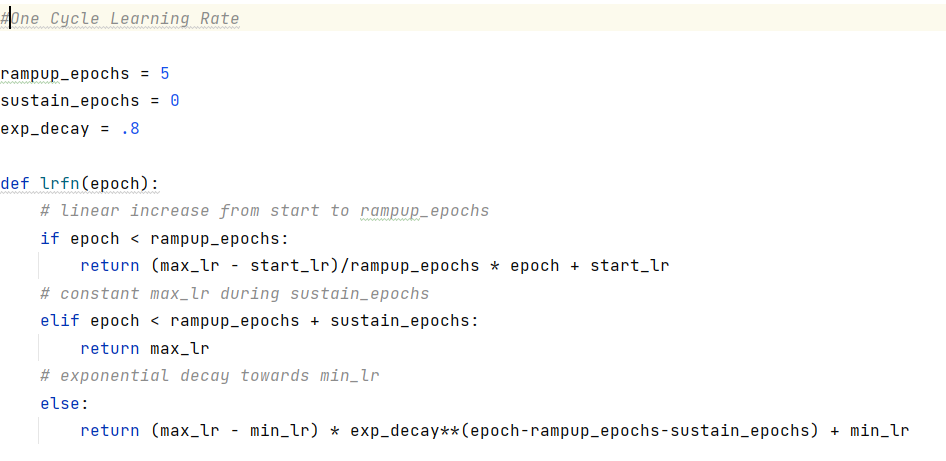 #One Cycle Learning Rate
rampup_epochs = 5
sustain_epochs = 0
exp_decay = .8
def lrfn(epoch):
# linear increase from start to rampup_epochs
if epoch < rampup_epochs:
return (max_lr - start_lr)/rampup_epochs * epoch + start_lr
# constant max_lr during sustain_epochs
elif epoch < rampup_epochs + sustain_epochs:
return max_lr
# exponential decay towards min_lr
else:
return (max_lr - min_lr) * exp_decay**(epoch-rampup_epochs-sustain_epochs) + min_lr